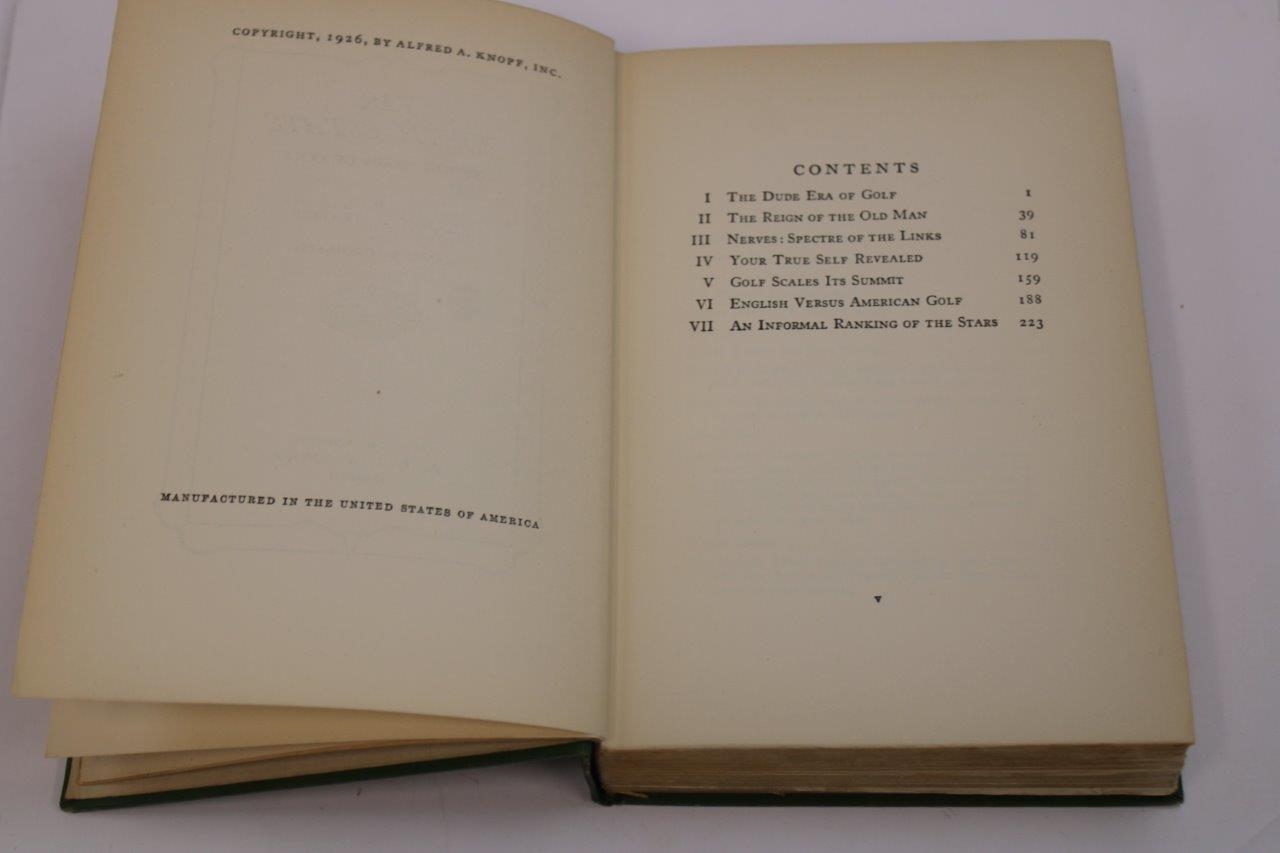 COPYRIGHT, 1926, BY ALFRED A. KNOPF, INC.
MANUFACTURED IN THE UNITED STATES OF AMERICA
CONTENTS
I THE DUDE ERA OF GOLF 1
II THE REIGN OF THE OLD MAN 39
III NERVES: SPECTRE OF THE LINKS 81
IV YOUR TRUE SELF REVEALED 119
V GOLF SCALES ITS SUMMIT 159
VI ENGLISH VERSUS AMERICAN GOLF 188
VII AN INFORMAL RANKING OF THE STARS 223
v